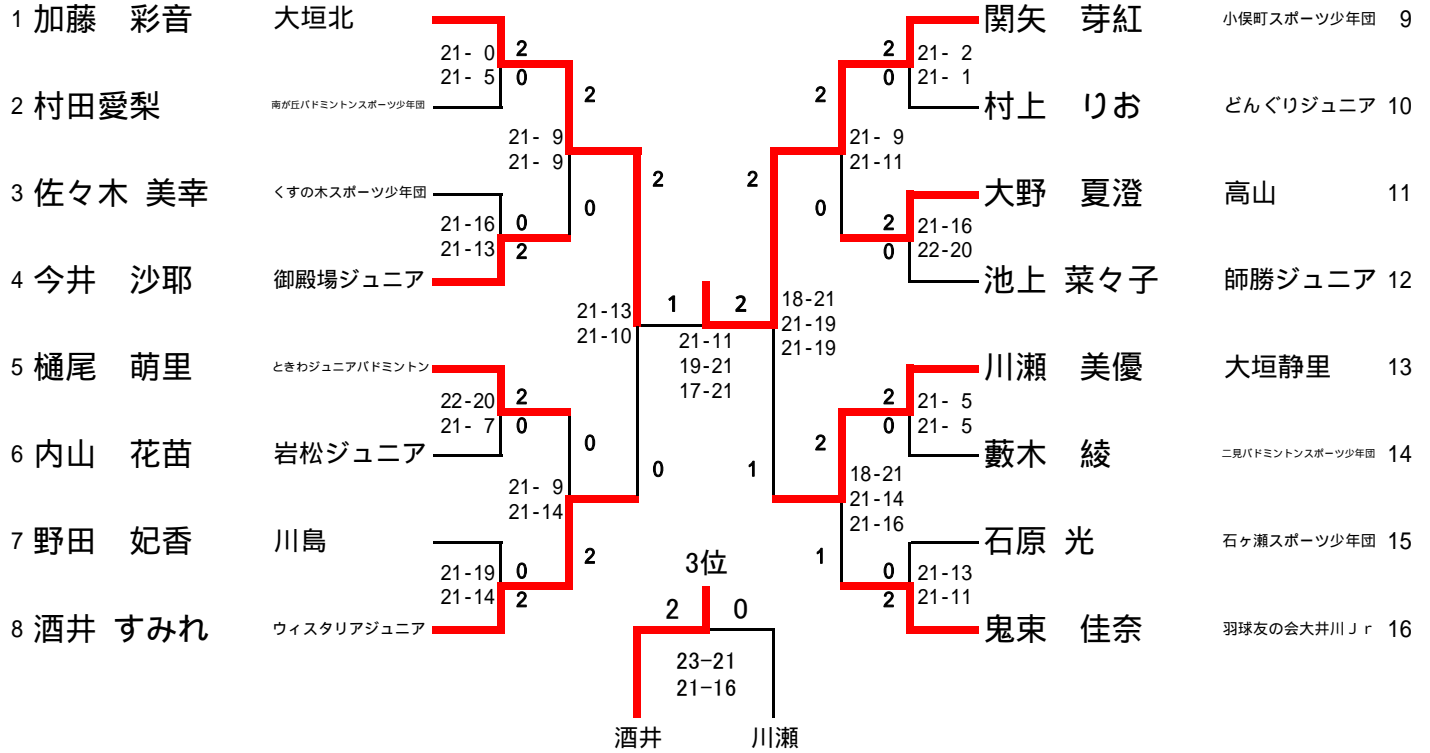 1 加藤　彩音 大垣北
21- 0 2
21- 5 0
2 村田愛梨 南が丘バドミントンスポーツ少年団
2
21- 9
21- 9
3 佐々木 美幸 くすの木スポーツ少年団
0
21-16 0
21-13 2
4 今井　沙耶 御殿場ジュニア
2
21-13
21-10
5 樋尾　萌里 ときわジュニアバドミントン
22-20 2
21- 7 0
6 内山　花苗 岩松ジュニア
0
21- 9
21-14
0
7 野田　妃香 川島
2
21-19 0
21-14 2
8 酒井 すみれ ウィスタリアジュニア
1 2
21-11
19-21
17-21
関矢　芽紅 小俣町スポーツ少年団 9
2 21- 2
0 21- 1
村上　りお どんぐりジュニア 10
2
21- 9
21-11
大野　夏澄 高山 11
0
2 21-16
0 22-20
池上 菜々子 師勝ジュニア 12
2
18-21
21-19
21-19
川瀬　美優 大垣静里 13
2 21- 5
0 21- 5
藪木　綾 二見バドミントンスポーツ少年団 14
2
18-21
21-14
21-16
1
石原 光 石ヶ瀬スポーツ少年団 15
1
0 21-13
2 21-11
鬼束　佳奈 羽球友の会大井川Ｊｒ 16
3位
2 0
23-21
21-16
酒井 川瀬